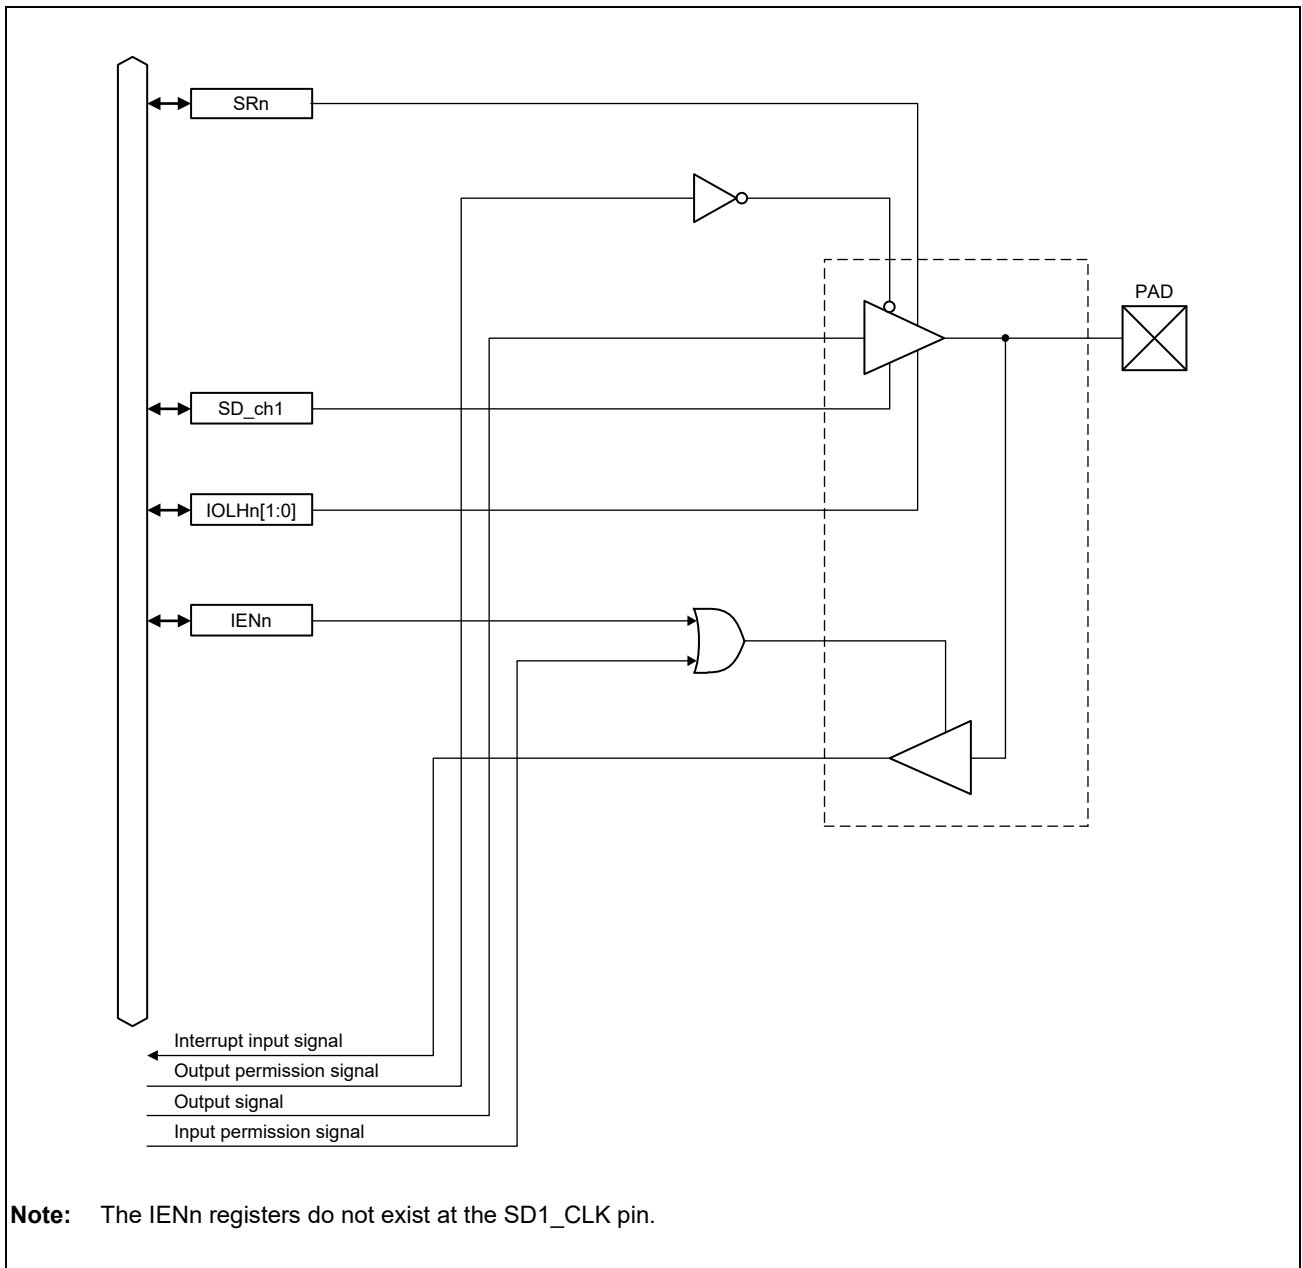 SRn
PAD
SD_ch1
IOLHn[1:0]
IENn
Interrupt input signal
Output permission signal
Output signal
Input permission signal
Note: The IENn registers do not exist at the SD1_CLK pin.